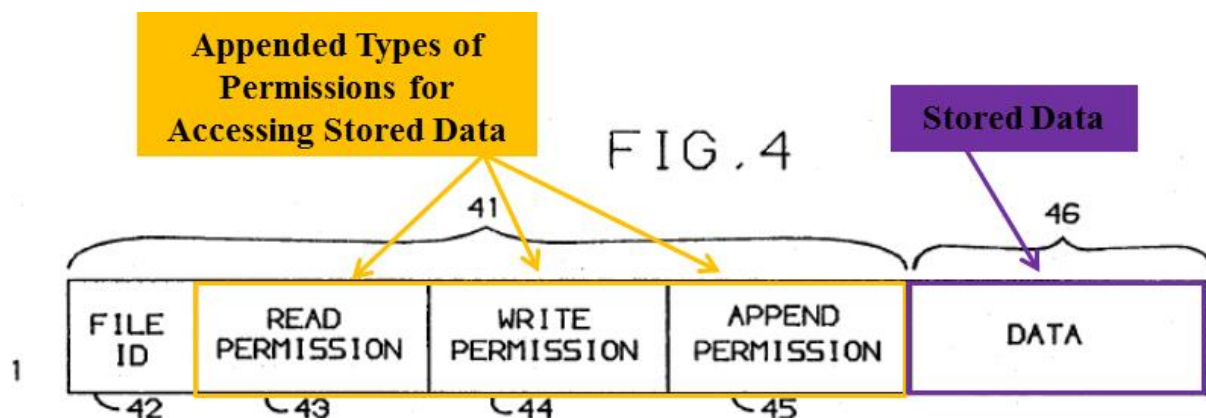 Appended Types of
Permissions for
Accessing Stored Data
Stored Data
FIG.4
41
46
FILE
ID
READ
PERMISSION
WRITE
PERMISSION
APPEND
PERMISSION
DATA
1
42
43
44
45